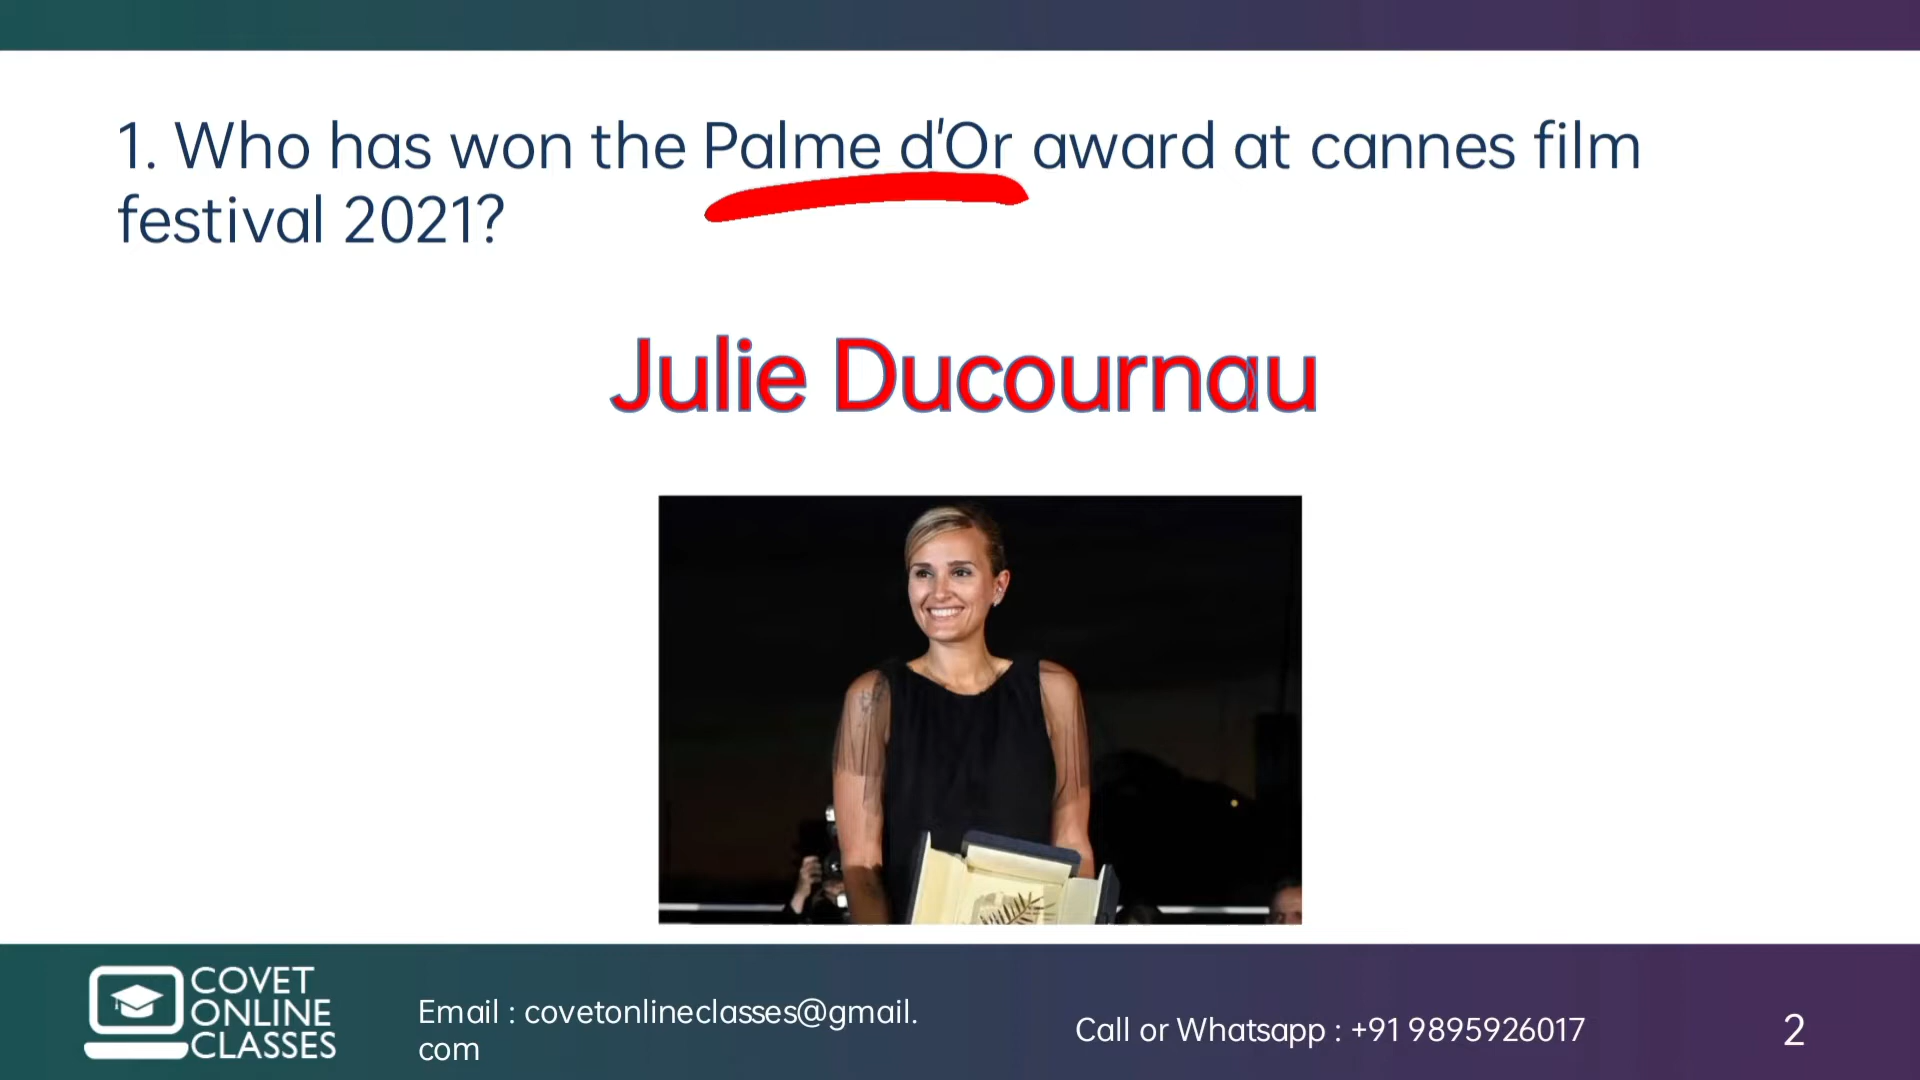 1. Who has won the Palme d'Or award at cannes film
festival 2021?
Julie Ducournau
COVET
ONLINE
CLASSES
Email : covetonlineclasses@gmail.
com
Call or Whatsapp : +91 9895926017
2